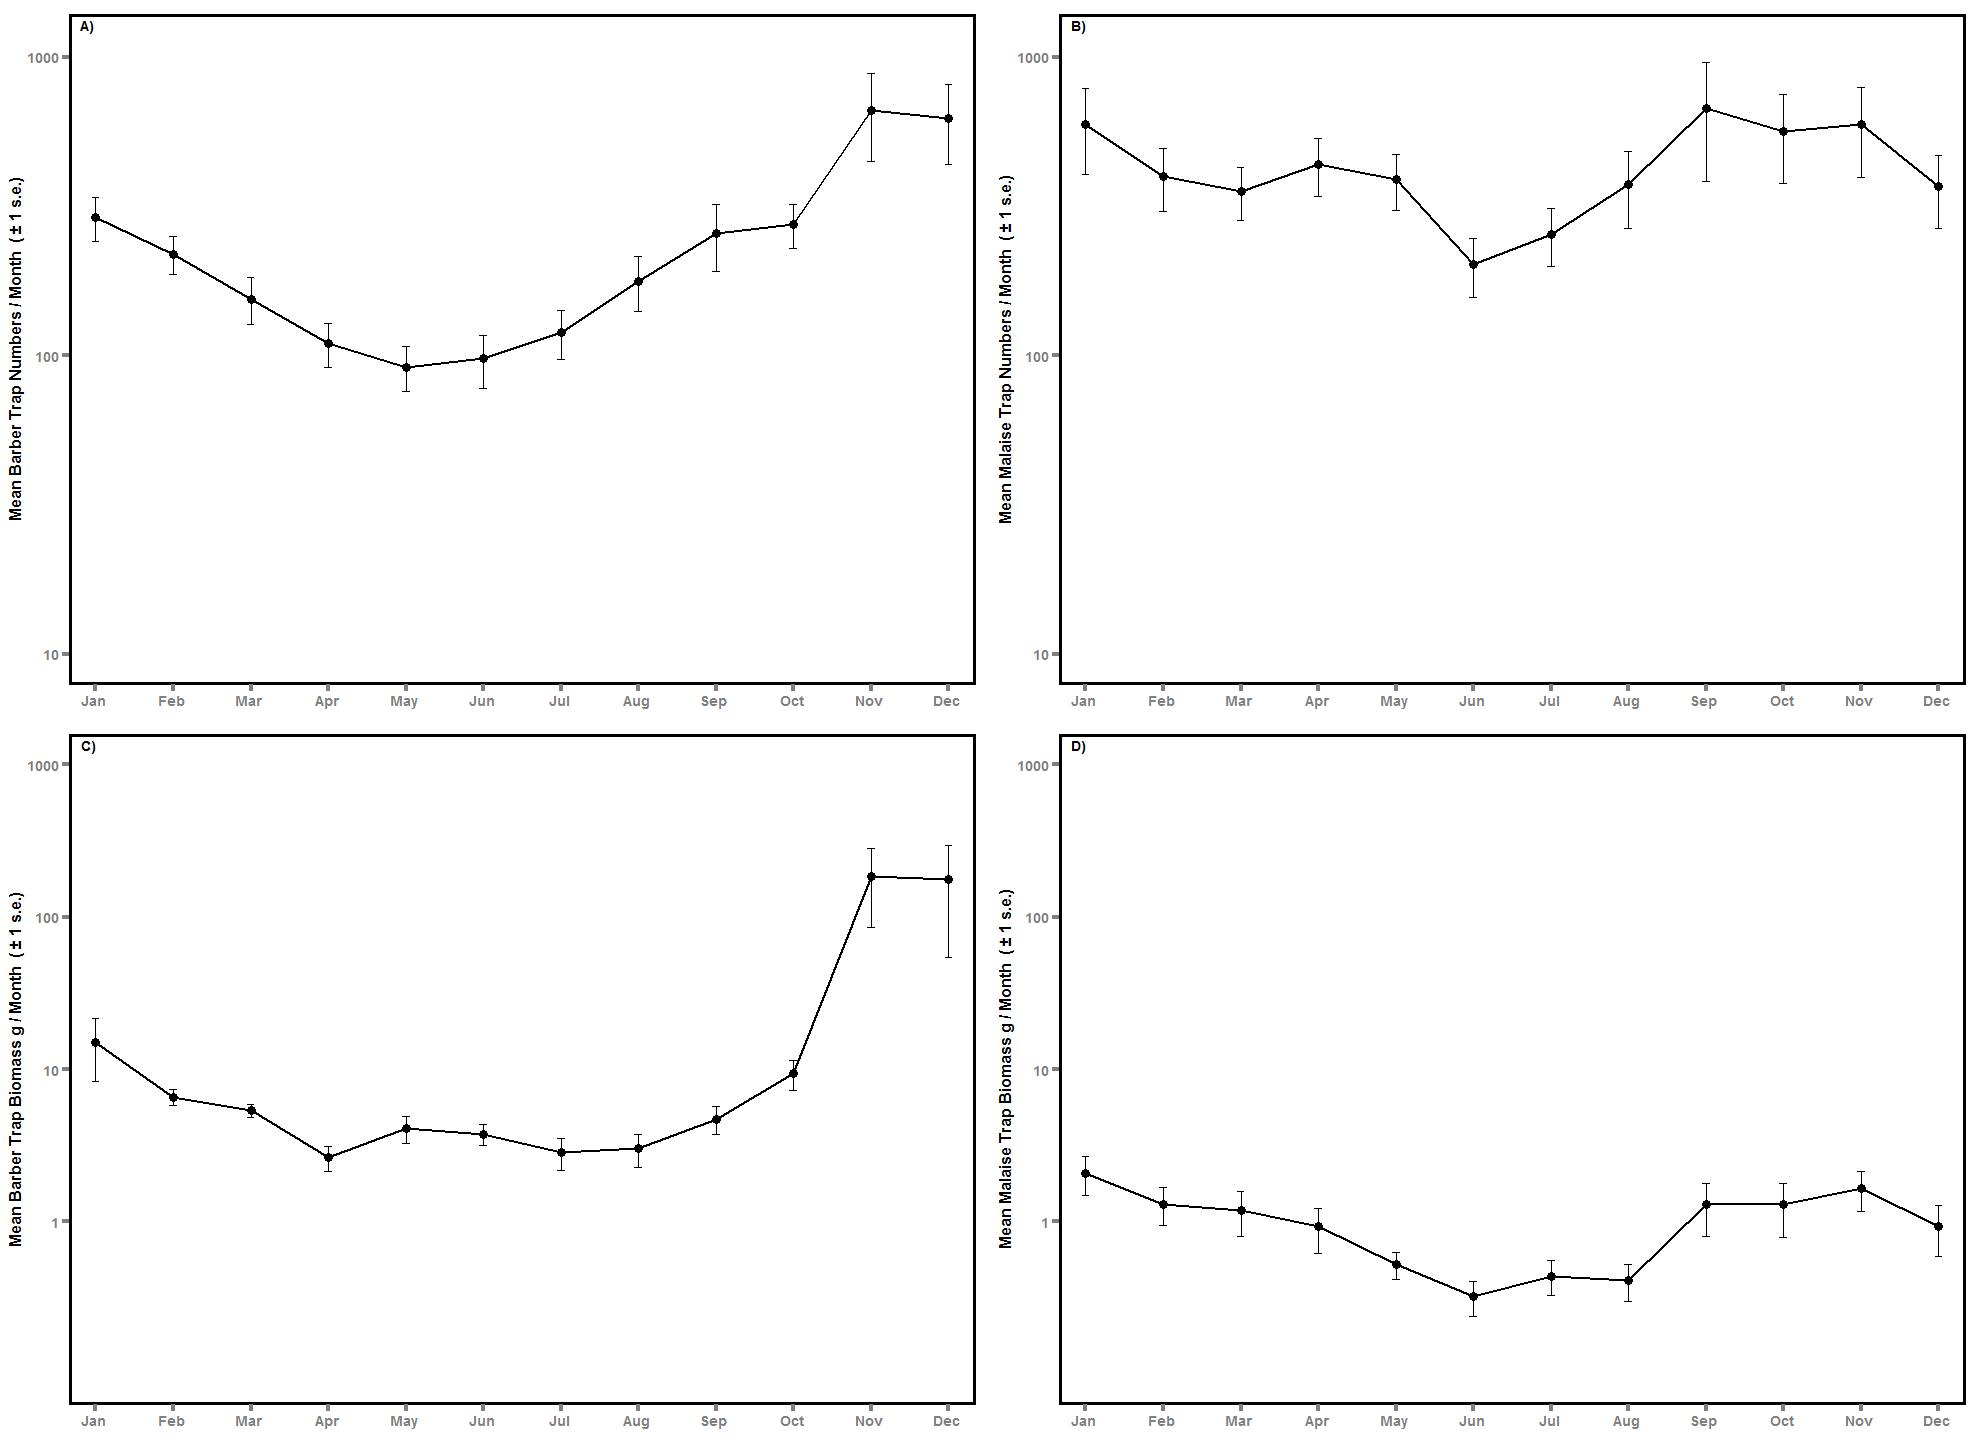 A)
Mean Barber Trap Numbers / Month ( ± 1 s.e.)
1000
100
10
Jan Feb Mar Apr May Jun Jul Aug Sep Oct Nov Dec
B)
Mean Malaise Trap Numbers / Month ( ± 1 s.e.)
1000
100
10
Jan Feb Mar Apr May Jun Jul Aug Sep Oct Nov Dec
C)
Mean Barber Trap Biomass g / Month ( ± 1 s.e.)
1000
100
10
1
Jan Feb Mar Apr May Jun Jul Aug Sep Oct Nov Dec
D)
Mean Malaise Trap Biomass g / Month ( ± 1 s.e.)
1000
100
10
1
Jan Feb Mar Apr May Jun Jul Aug Sep Oct Nov Dec